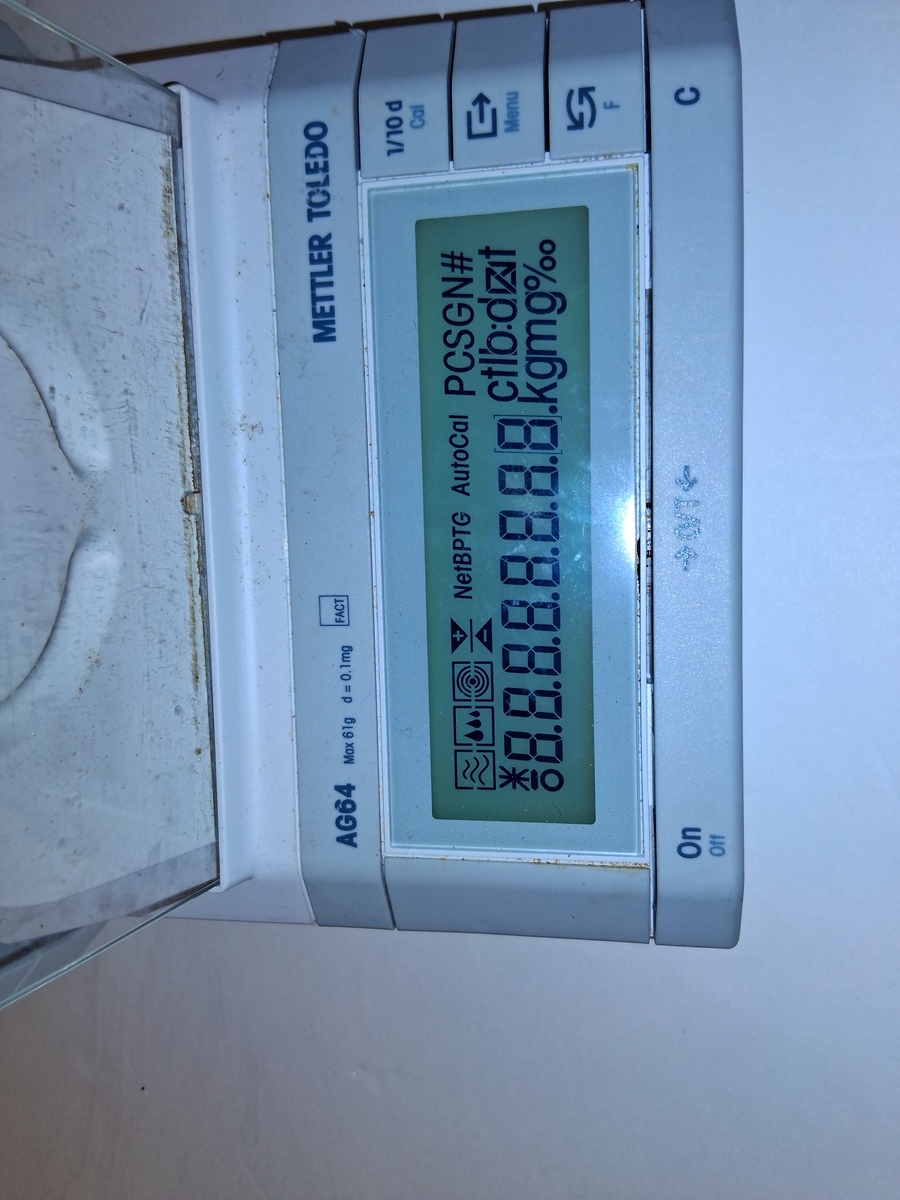 METTLER TOLEDO
AG64 Max 61g d = 0.1mg FACT
1/10 d
Cal
Menu
F
NetBPTG AutoCal PCSGN#
ctlb:d
t
8.8.8.8.8.8.8.8.kgmg%o
On
Off
→0/T←
C